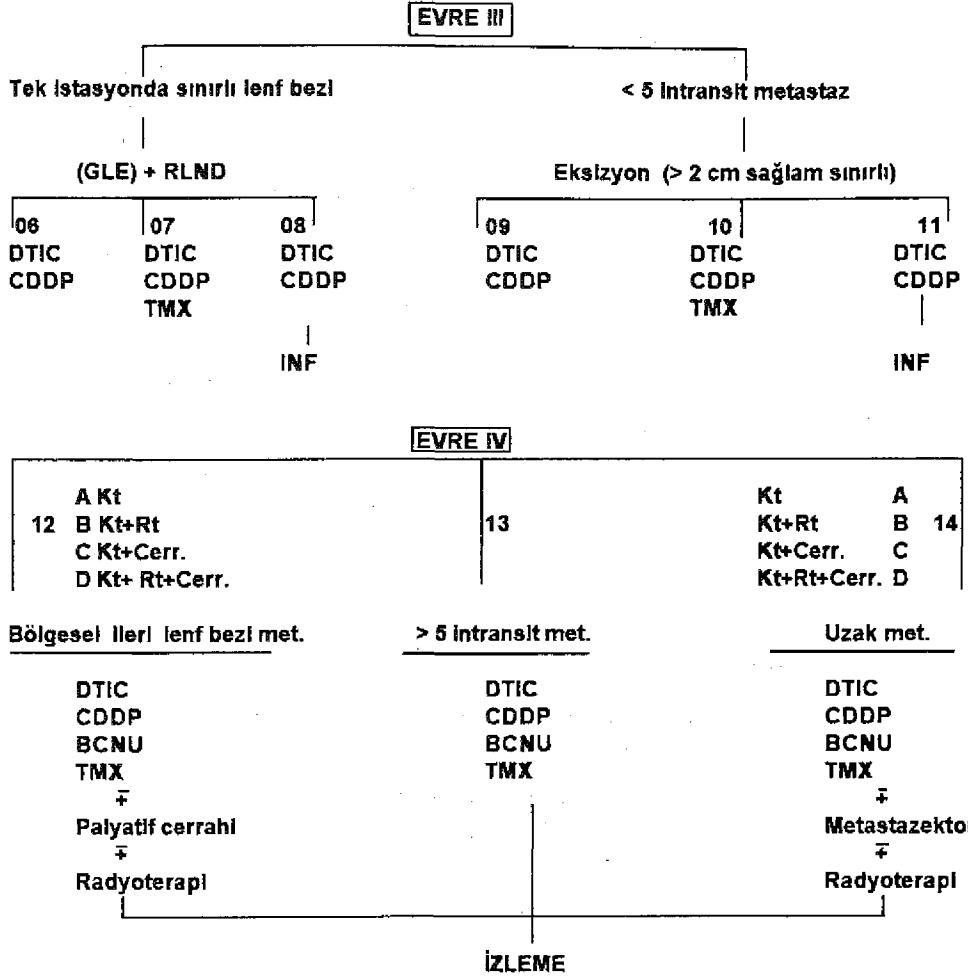 EVRE III
Tek istasyonda sınırlı lenf bezi < 5 intransit metastaz
(GLE) + RLND Eksizyon (> 2 cm sağlam sınırlı)
06 07 08 09 10 11
DTIC DTIC DTIC DTIC DTIC DTIC
CDDP CDDP CDDP CDDP CDDP CDDP
TMX TMX
INF INF
EVRE IV
A Kt Kt A
12 B Kt+Rt 13 Kt+Rt B 14
C Kt+Cerr. Kt+Cerr. C
D Kt+ Rt+Cerr. Kt+Rt+Cerr. D
Bölgesel ileri lenf bezi met. > 5 intransit met. Uzak met.
DTIC DTIC DTIC
CDDP CDDP CDDP
BCNU BCNU BCNU
TMX TMX TMX
∓ ∓
Palyatif cerrahi Metastazekto
∓ ∓
Radyoterapi Radyoterapi
İZLEME